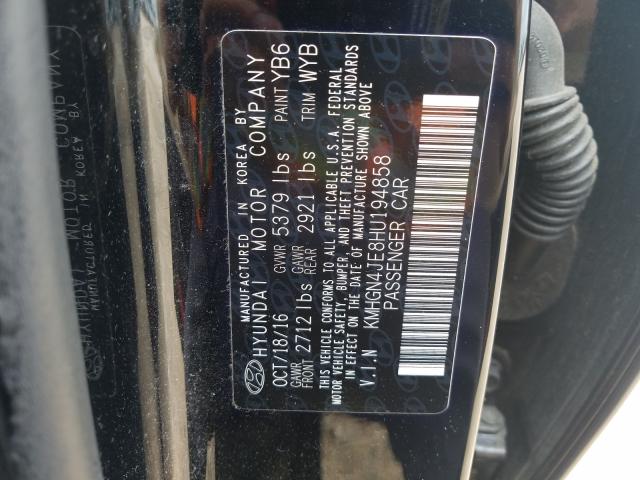 MANUFACTURED IN KOREA BY
HYUNDAI MOTOR COMPANY
OCT/18/16 GVWR 5379 lbs PAINT YB6
GAWR FRONT 2712 lbs GAWR REAR 2921 lbs TRIM WYB
THIS VEHICLE CONFORMS TO ALL APPLICABLE U.S.A. FEDERAL
MOTOR VEHICLE SAFETY, BUMPER, AND THEFT PREVENTION STANDARDS
IN EFFECT ON THE DATE OF MANUFACTURE SHOWN ABOVE
V.I.N KMHGN4JE8HU194858
PASSENGER CAR